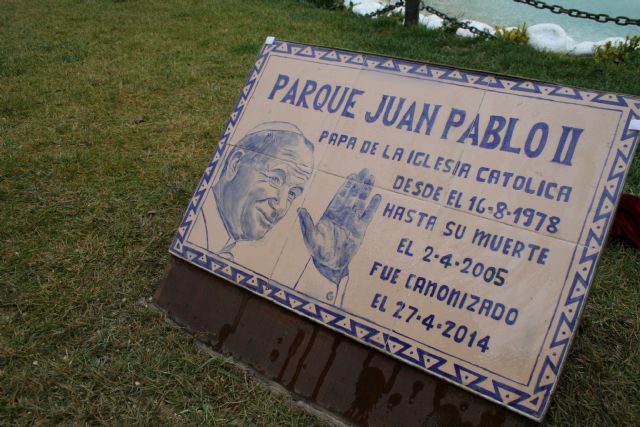 PARQUE JUAN PABLO II
PAPA DE LA IGLESIA CATOLICA
DESDE EL 16-8-1978
HASTA SU MUERTE
EL 2-4-2005
FUE CANONIZADO
EL 27-4-2014